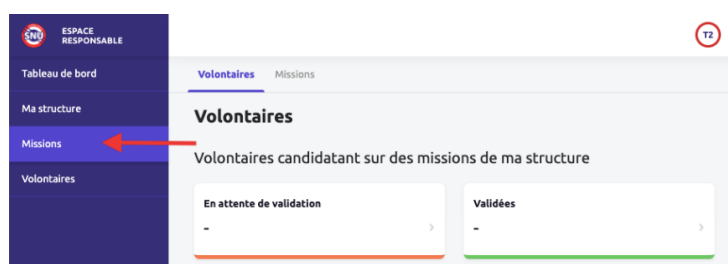 SNU
ESPACE
RESPONSABLE
T2
Tableau de bord
Ma structure
Missions
Volontaires
Volontaires Missions
Volontaires
Volontaires candidatant sur des missions de ma structure
En attente de validation
-
Validées
-